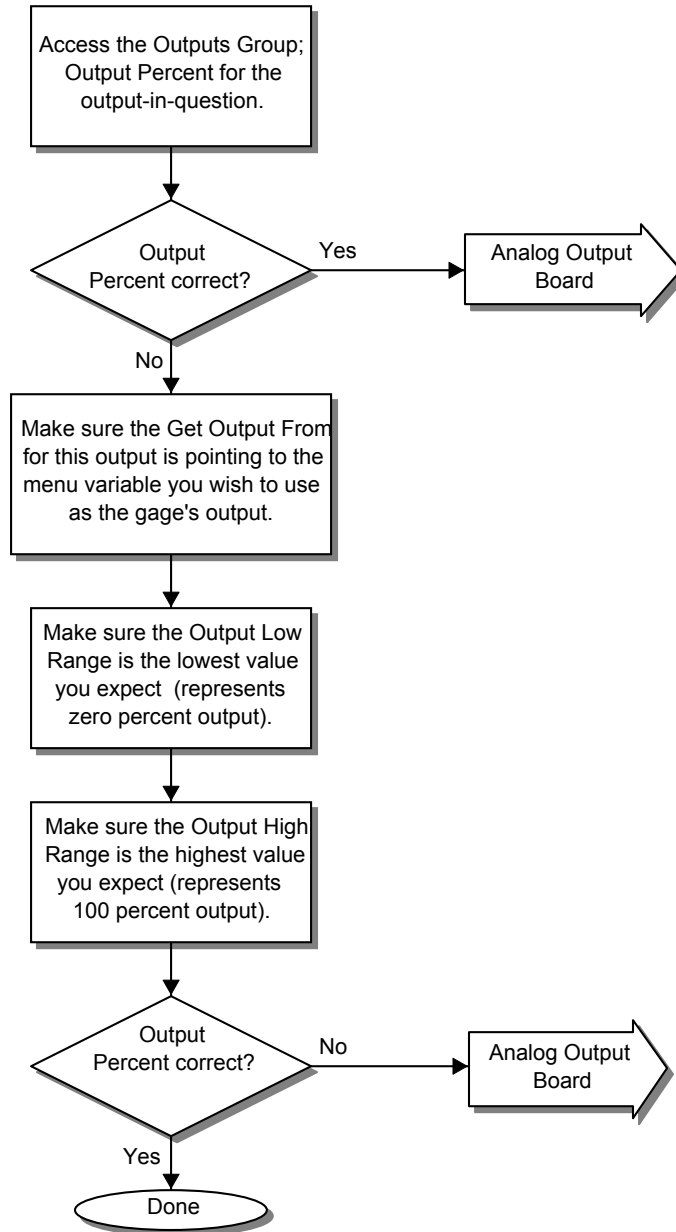 Access the Outputs Group;
Output Percent for the
output-in-question.
Output
Percent correct?
Yes
Analog Output
Board
No
Make sure the Get Output From
for this output is pointing to the
menu variable you wish to use
as the gage's output.
Make sure the Output Low
Range is the lowest value
you expect (represents
zero percent output).
Make sure the Output High
Range is the highest value
you expect (represents
100 percent output).
Output
Percent correct?
No
Analog Output
Board
Yes
Done